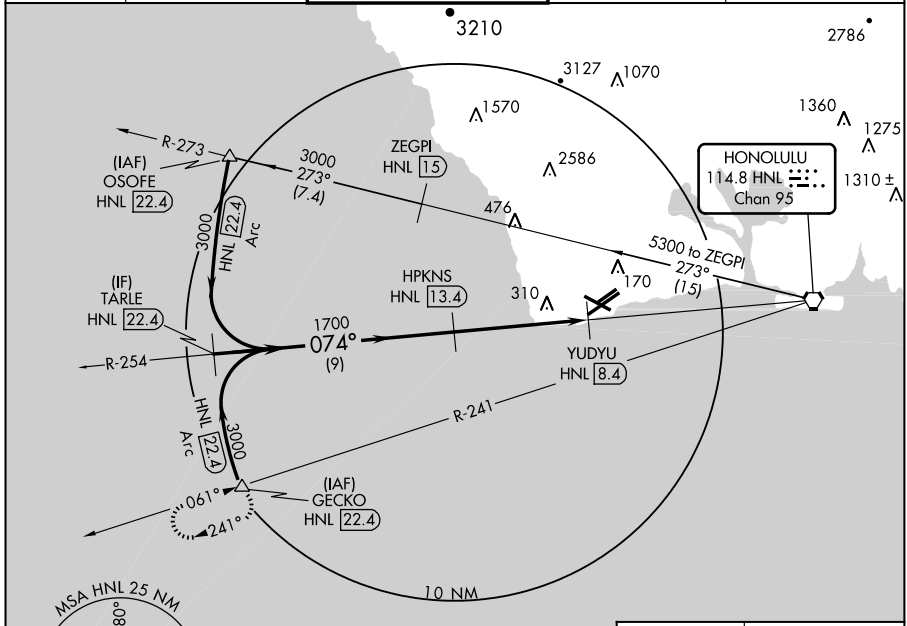 3210
2786
3127
1070
1570
1360
1275
R-273
3000
273°
(7.4)
ZEGPI
HNL 15
2586
HONOLULU
114.8 HNL
Chan 95
1310 ±
(IAF)
OSOFE
HNL 22.4
476
3000
HNL 22.4
Arc
5300 to ZEGPI
273°
(15)
170
HPKNS
HNL 13.4
310
(IF)
TARLE
HNL 22.4
1700
074°
(9)
R-254
YUDYU
HNL 8.4
R-241
HNL 22.4
Arc
3000
061°
241°
(IAF)
GECKO
HNL 22.4
10 NM
MSA HNL 25 NM
80°